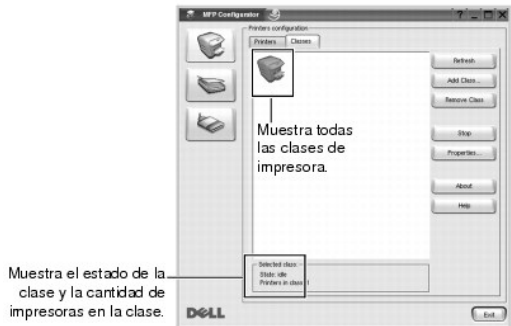 MFP Configurator
Printers configuration
Printers
Classes
Refresh
Add Class...
Remove Class
Stop
Properties...
About
Help
Muestra todas
las clases de
impresora.
Selected class:
State: idle
Printers in class: 1
Muestra el estado de la
clase y la cantidad de
impresoras en la clase.
DELL
Exit